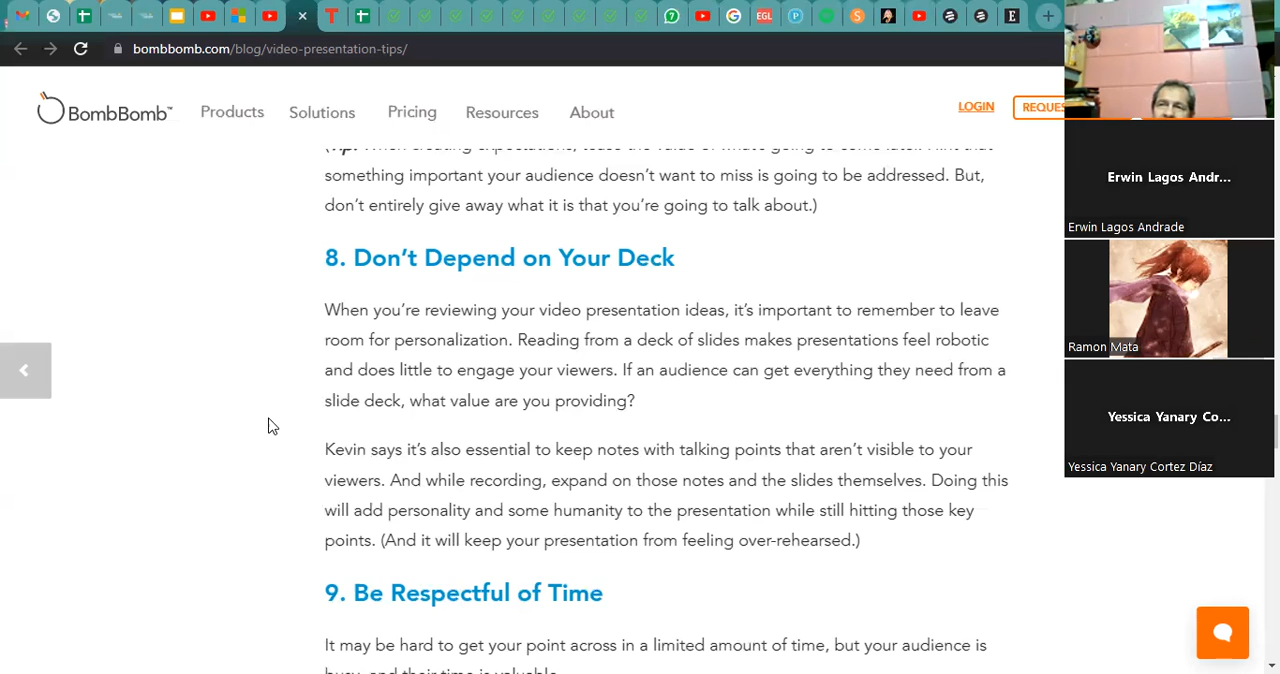 bombbomb.com/blog/video-presentation-tips/
BombBomb™
Products
Solutions
Pricing
Resources
About
LOGIN
REQUE
something important your audience doesn't want to miss is going to be addressed. But,
don't entirely give away what it is that you're going to talk about.)
8. Don't Depend on Your Deck
When you're reviewing your video presentation ideas, it's important to remember to leave
room for personalization. Reading from a deck of slides makes presentations feel robotic
and does little to engage your viewers. If an audience can get everything they need from a
slide deck, what value are you providing?
Kevin says it's also essential to keep notes with talking points that aren't visible to your
viewers. And while recording, expand on those notes and the slides themselves. Doing this
will add personality and some humanity to the presentation while still hitting those key
points. (And it will keep your presentation from feeling over-rehearsed.)
9. Be Respectful of Time
It may be hard to get your point across in a limited amount of time, but your audience is
busy, and their time is valuable.
Erwin Lagos Andr...
Erwin Lagos Andrade
Ramon Mata
Yessica Yanary Co...
Yessica Yanary Cortez Díaz
EGL